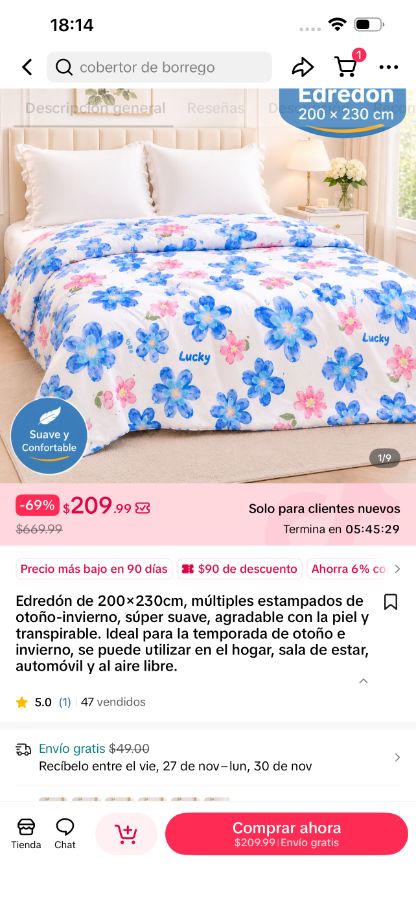 18:14
cobertor de borrego
1
Descripción general
Reseñas
Edredón
200 × 230 cm
Lucky
Lucky
Suave y
Confortable
1/9
-69% $209.99
$669.99
Solo para clientes nuevos
Termina en 05:45:29
Precio más bajo en 90 días
$90 de descuento
Ahorra 6% co
Edredón de 200×230cm, múltiples estampados de
otoño-invierno, súper suave, agradable con la piel y
transpirable. Ideal para la temporada de otoño e
invierno, se puede utilizar en el hogar, sala de estar,
automóvil y al aire libre.
5.0 (1) 47 vendidos
Envío gratis $49.00
Recíbelo entre el vie, 27 de nov–lun, 30 de nov
Tienda
Chat
Comprar ahora
$209.99 | Envío gratis